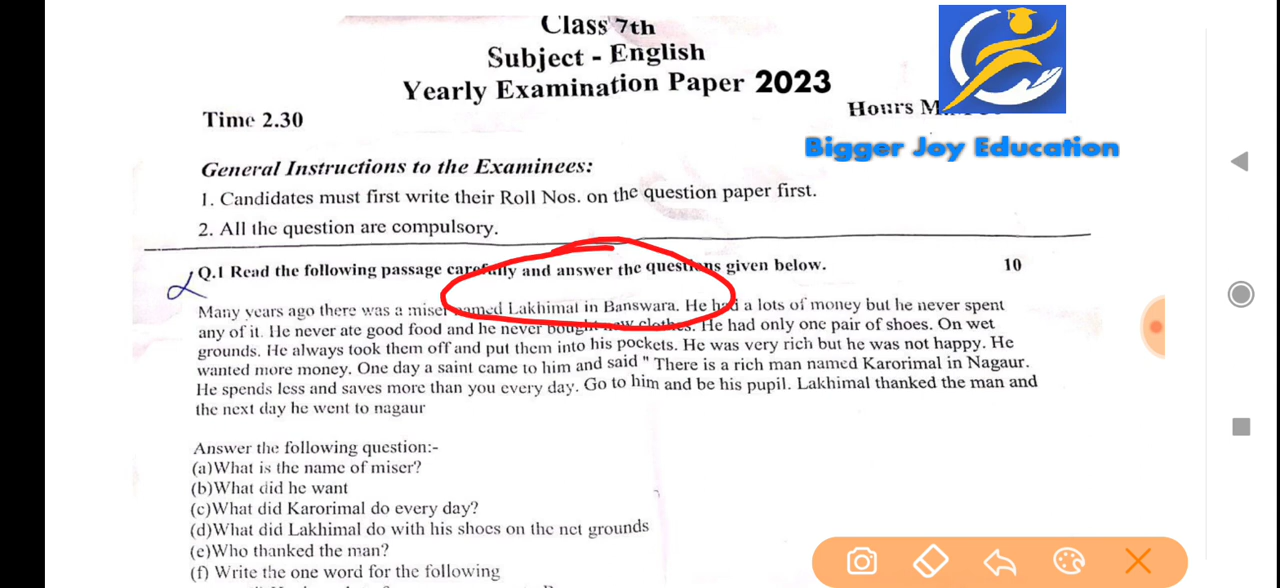 Class 7th
Subject - English
Yearly Examination Paper 2023
Time 2.30
Hours
Bigger Joy Education
General Instructions to the Examinees:
1. Candidates must first write their Roll Nos. on the question paper first.
2. All the question are compulsory.
Q.1 Read the following passage carefully and answer the questions given below. 10
Many years ago there was a miser named Lakhimal in Banswara. He had a lots of money but he never spent
any of it. He never ate good food and he never bought new clothes. He had only one pair of shoes. On wet
grounds. He always took them off and put them into his pockets. He was very rich but he was not happy. He
wanted more money. One day a saint came to him and said " There is a rich man named Karorimal in Nagaur.
He spends less and saves more than you every day. Go to him and be his pupil. Lakhimal thanked the man and
the next day he went to nagaur
Answer the following question:-
(a)What is the name of miser?
(b)What did he want
(c)What did Karorimal do every day?
(d)What did Lakhimal do with his shoes on the net grounds
(e)Who thanked the man?
(f) Write the one word for the following